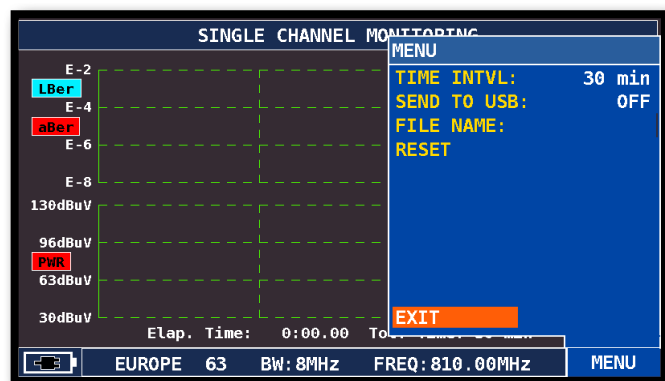 SINGLE CHANNEL
MENU
TIME INTVL: 30 min
SEND TO USB: OFF
FILE NAME:
RESET
EXIT
E-2
LBer
E-4
aBer
E-6
E-8
130dBuV
96dBuV
PWR
63dBuV
30dBuV
Elap. Time: 0:00.00
EUROPE 63 BW:8MHz FREQ:810.00MHz MENU